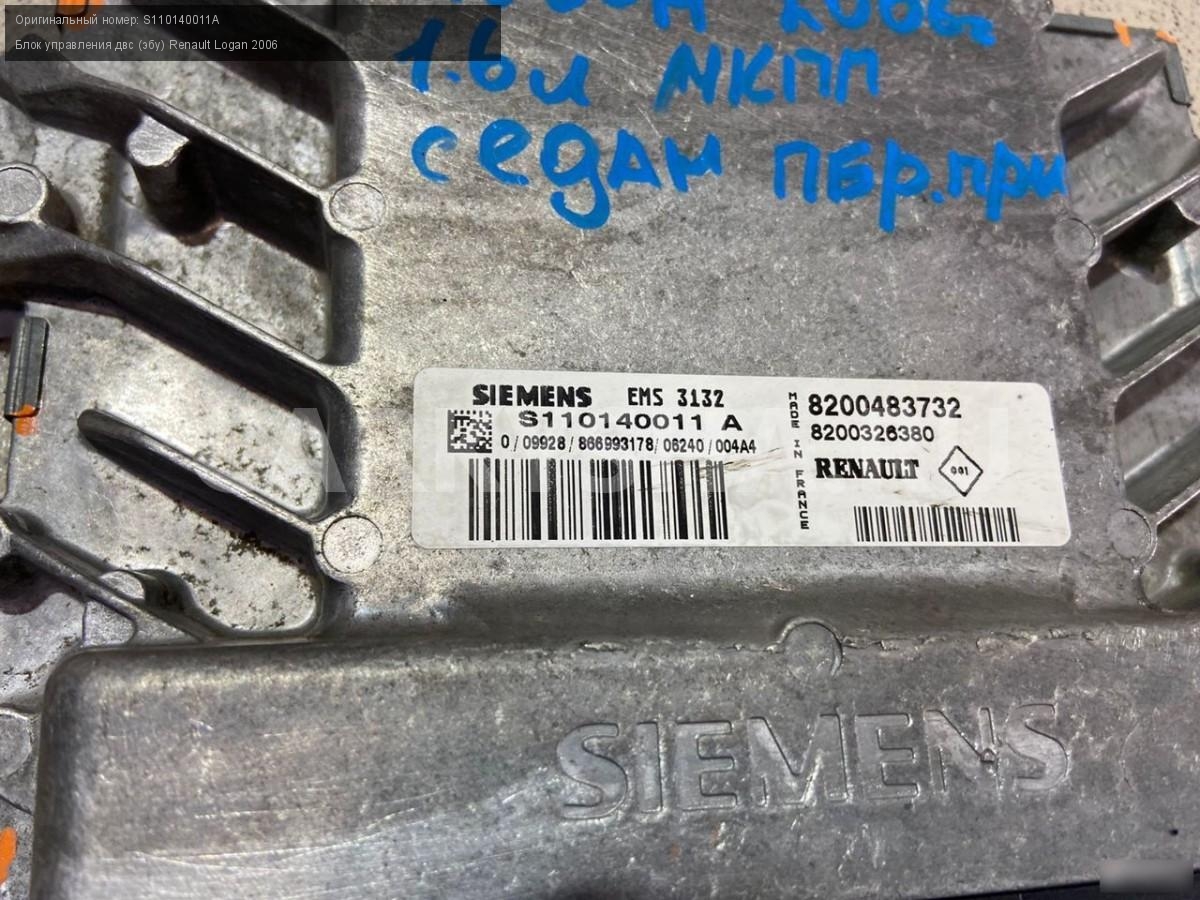 Оригинальный номер: S110140011A
Блок управления двс (эбу) Renault Logan 2006
2006г
1.6л МКПП
седан ПБр.при
SIEMENS EMS 3132
S110140011 A
0/09928/866993178/06240/004A4
MADE IN FRANCE
8200483732
8200326380
RENAULT 001
SIEMENS